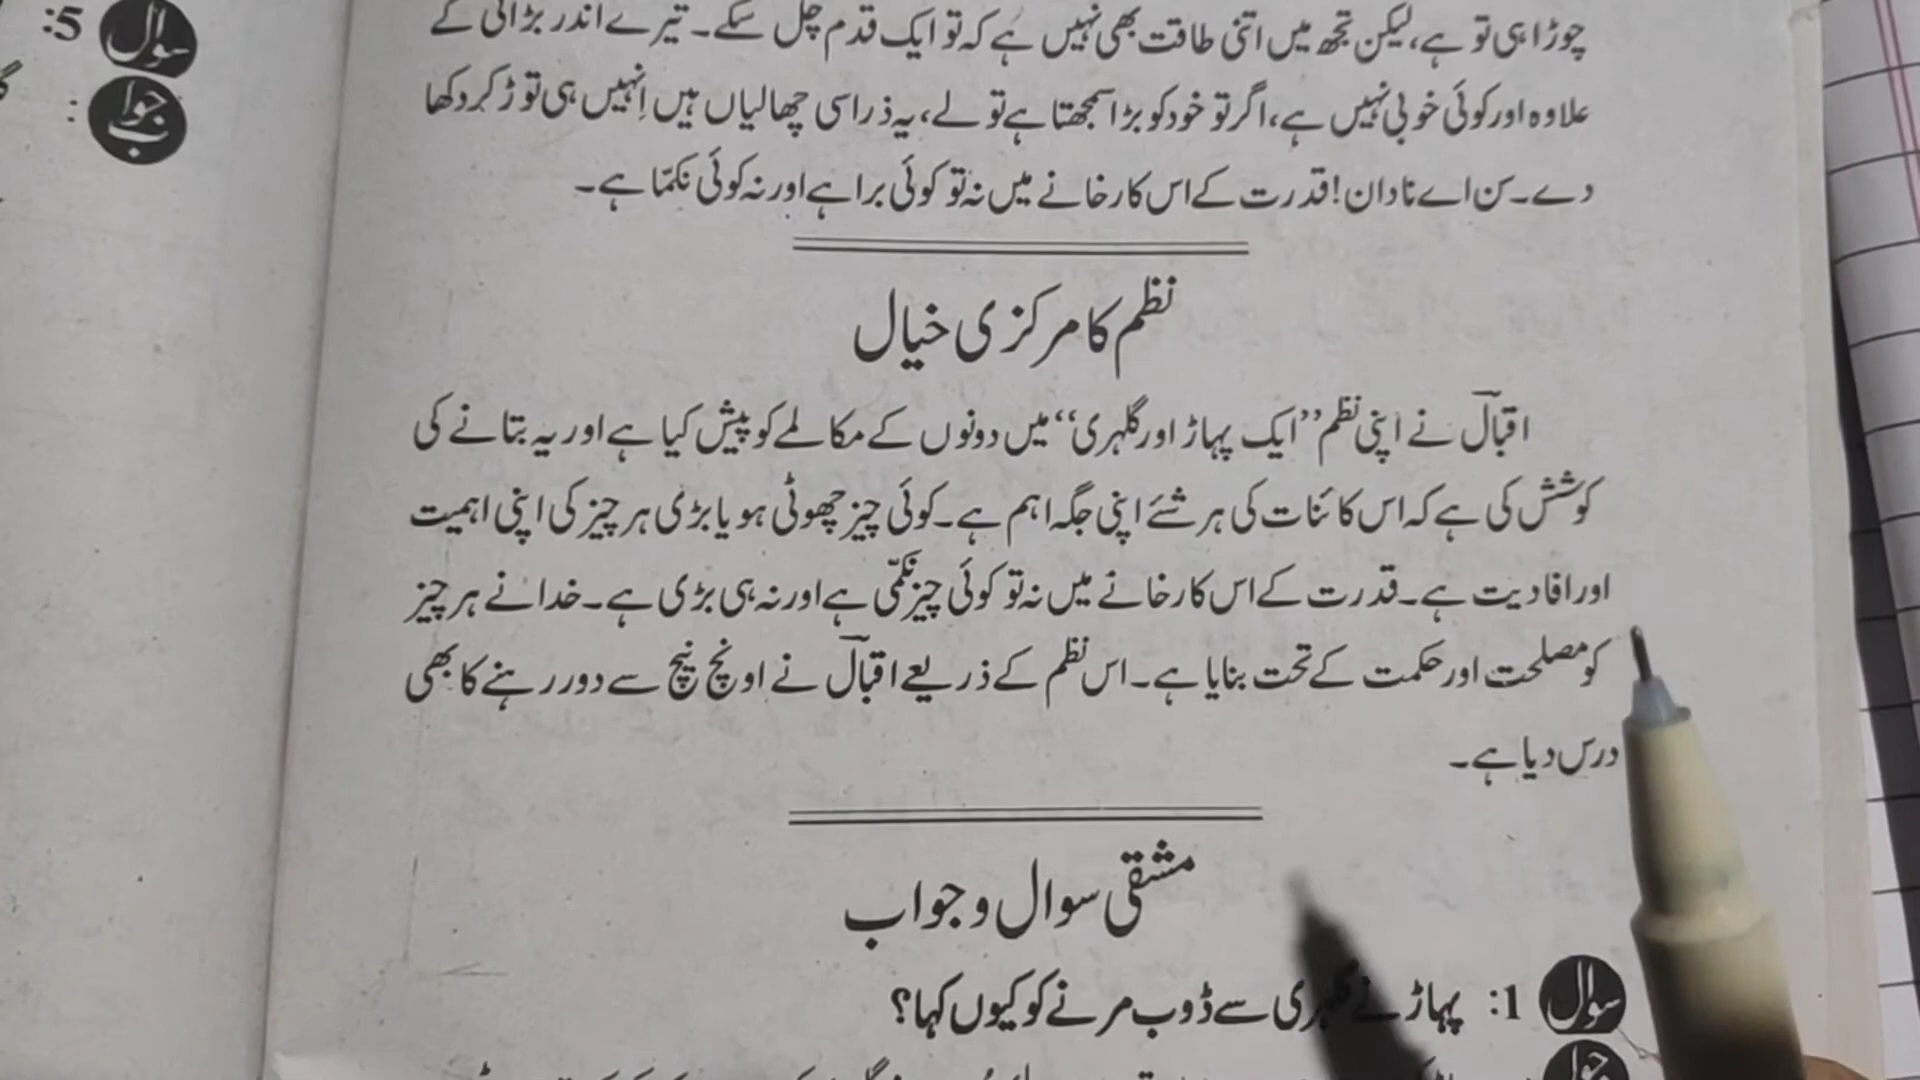 چوڑا ہی تو ہے، لیکن تجھ میں اتنی طاقت بھی نہیں ہے کہ تو ایک قدم چل سکے۔ تیرے اندر بڑائی کے
علاوہ اور کوئی خوبی نہیں ہے، اگر تو خود کو بڑا سمجھتا ہے تو لے، یہ ذرا سی چھالیاں ہیں اِنہیں ہی توڑ کر دکھا
دے۔ سن اے نادان! قدرت کے اس کارخانے میں نہ تو کوئی برا ہے اور نہ کوئی نکمّا ہے۔
نظم کا مرکزی خیال
اقبالؔ نے اپنی نظم ”ایک پہاڑ اور گلہری“ میں دونوں کے مکالمے کو پیش کیا ہے اور یہ بتانے کی
کوشش کی ہے کہ اس کائنات کی ہر شئے اپنی جگہ اہم ہے۔ کوئی چیز چھوٹی ہو یا بڑی ہر چیز کی اپنی اہمیت
اور افادیت ہے۔ قدرت کے اس کارخانے میں نہ تو کوئی چیز نکمّی ہے اور نہ ہی بڑی ہے۔ خدا نے ہر چیز
کو مصلحت اور حکمت کے تحت بنایا ہے۔ اس نظم کے ذریعے اقبالؔ نے اونچ نیچ سے دور رہنے کا بھی
درس دیا ہے۔
مشقی سوال و جواب
سوال 1: پہاڑ نے گلہری سے ڈوب مرنے کو کیوں کہا؟
جواب
سوال 5:
جواب :